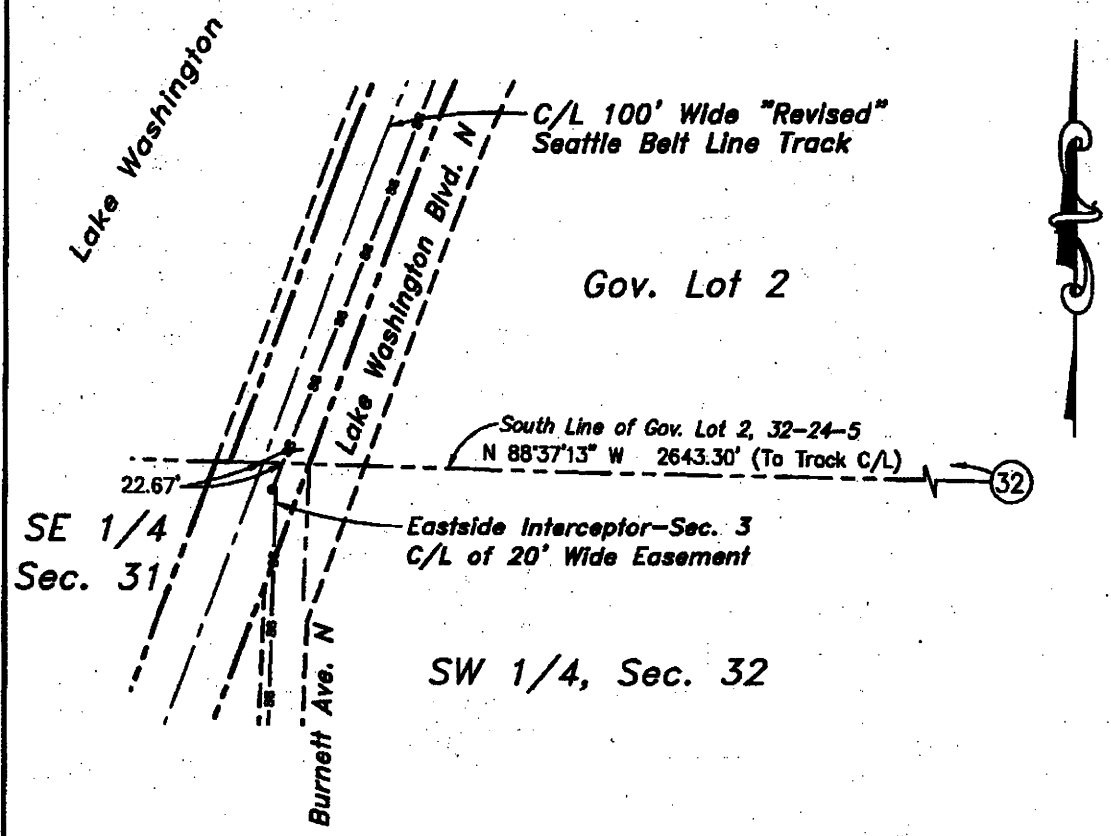 Lake Washington
C/L 100' Wide "Revised"
Seattle Belt Line Track
Lake Washington Blvd. N
Gov. Lot 2
South Line of Gov. Lot 2, 32-24-5
N 88°37'13" W 2643.30' (To Track C/L)
32
22.67'
SE 1/4
Sec. 31
Eastside Interceptor-Sec. 3
C/L of 20' Wide Easement
Burnett Ave. N
SW 1/4, Sec. 32